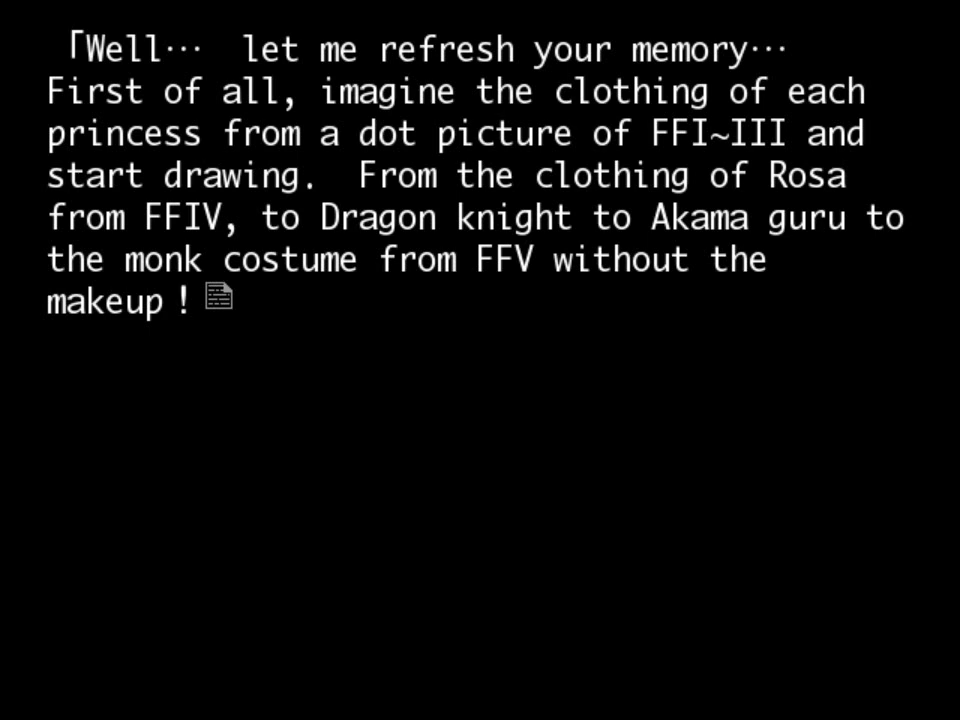 「Well… let me refresh your memory…
First of all, imagine the clothing of each
princess from a dot picture of FFI~III and
start drawing. From the clothing of Rosa
from FFIV, to Dragon knight to Akama guru to
the monk costume from FFV without the
makeup！